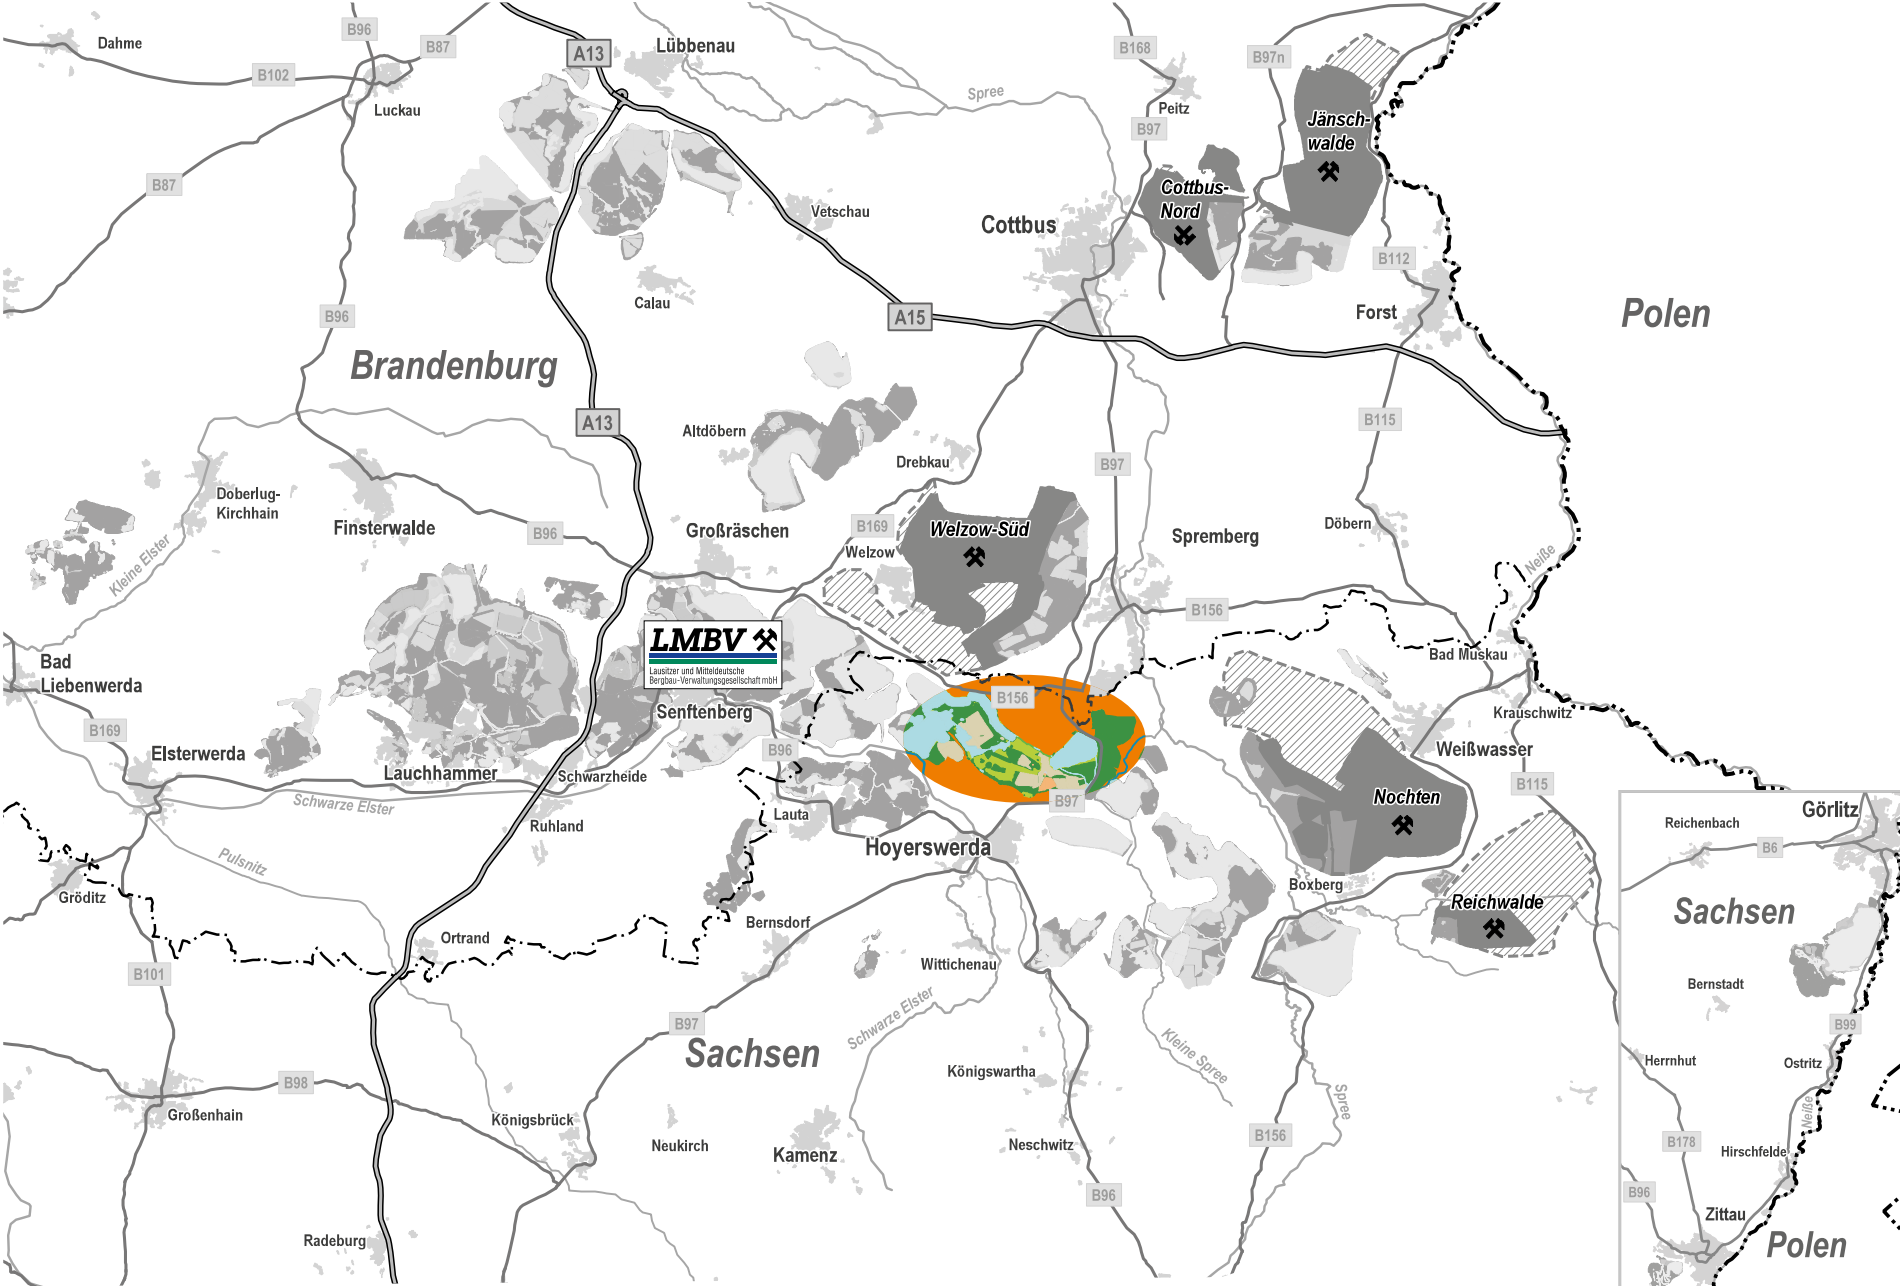 Dahme
B96
B87
A13
Lübbenau
B102
Luckau
B168
B97n
Peitz
Spree
B97
Jänsch-
walde
B87
Cottbus-
Nord
Vetschau
Cottbus
B112
Calau
Forst
Polen
B96
A15
Brandenburg
A13
Altdöbern
B115
Drebkau
B97
Doberlug-
Kirchhain
Finsterwalde
B96
Großräschen
B169
Welzow
Welzow-Süd
Spremberg
Döbern
Neiße
Kleine Elster
B156
LMBV
Lausitzer und Mitteldeutsche
Bergbau-Verwaltungsgesellschaft mbH
Bad
Liebenwerda
Bad Muskau
B156
Senftenberg
Krauschwitz
B169
Elsterwerda
B96
Weißwasser
Lauchhammer
Schwarzheide
B115
Schwarze Elster
B97
Nochten
Lauta
Ruhland
Hoyerswerda
Pulsnitz
Boxberg
Gröditz
Reichwalde
Bernsdorf
Ortrand
Wittichenau
B101
Schwarze Elster
B97
Sachsen
Kleine Spree
Königswartha
B98
Großenhain
Königsbrück
Neukirch
Kamenz
Neschwitz
Spree
B156
B96
Radeburg
Görlitz
Reichenbach
B6
Sachsen
Bernstadt
B99
Herrnhut
Ostritz
Neiße
B178
Hirschfelde
B96
Zittau
Polen